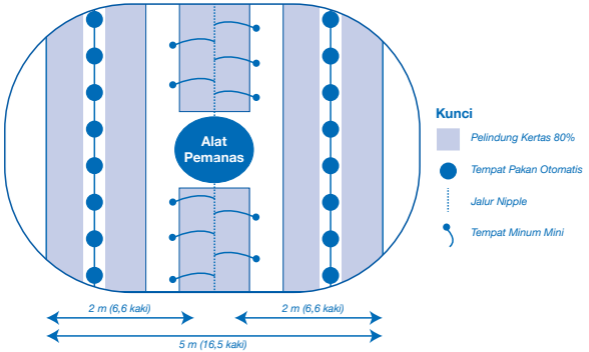 Alat
Pemanas
Kunci
Pelindung Kertas 80%
Tempat Pakan Otomatis
Jalur Nipple
Tempat Minum Mini
2 m (6,6 kaki)
2 m (6,6 kaki)
5 m (16,5 kaki)